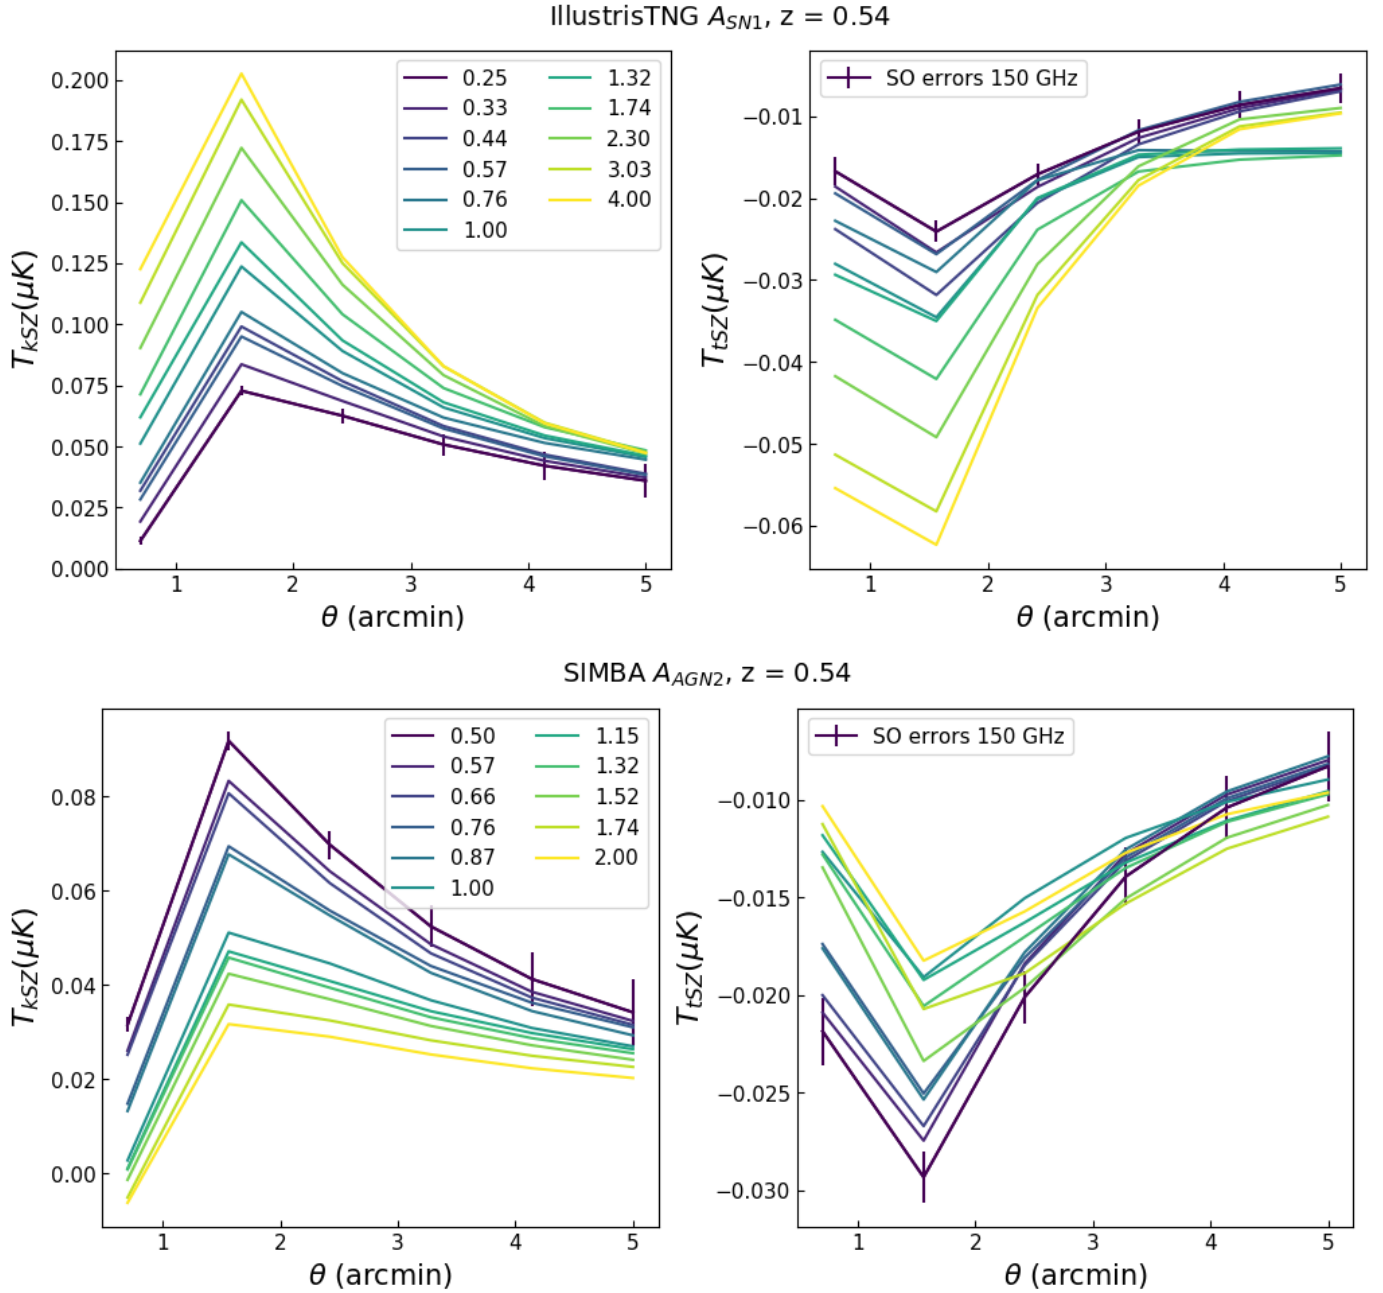 IllustrisTNG A_SN1, z = 0.54
0.200
0.175
0.150
0.125
0.100
0.075
0.050
0.025
0.000
T_kSZ(μK)
0.25
0.33
0.44
0.57
0.76
1.00
1.32
1.74
2.30
3.03
4.00
1 2 3 4 5
θ (arcmin)
SO errors 150 GHz
−0.01
−0.02
−0.03
−0.04
−0.05
−0.06
T_tSZ(μK)
1 2 3 4 5
θ (arcmin)
SIMBA A_AGN2, z = 0.54
0.08
0.06
0.04
0.02
0.00
T_kSZ(μK)
0.50
0.57
0.66
0.76
0.87
1.00
1.15
1.32
1.52
1.74
2.00
1 2 3 4 5
θ (arcmin)
SO errors 150 GHz
−0.010
−0.015
−0.020
−0.025
−0.030
T_tSZ(μK)
1 2 3 4 5
θ (arcmin)